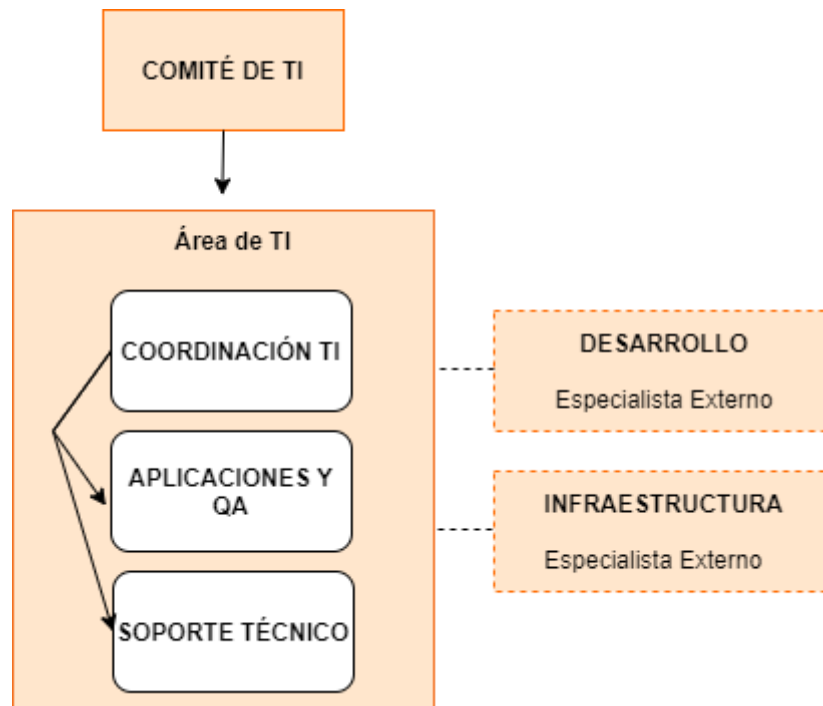 COMITÉ DE TI
Área de TI
COORDINACIÓN TI
APLICACIONES Y
QA
SOPORTE TÉCNICO
DESARROLLO
Especialista Externo
INFRAESTRUCTURA
Especialista Externo